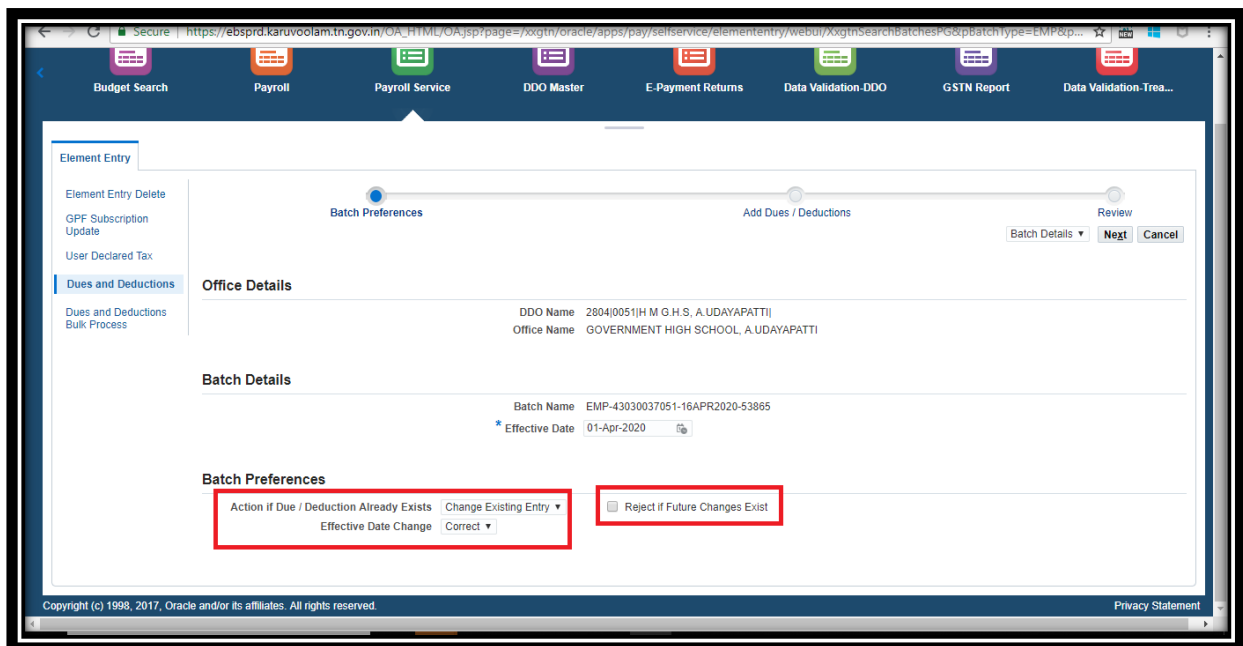 Secure https://ebsprd.karuvoolam.tn.gov.in/OA_HTML/OA.jsp?page=/xxgtn/oracle/apps/pay/selfservice/elemententry/webui/XxgtnSearchBatchesPG&pBatchType=EMP&p... NEW
Budget Search Payroll Payroll Service DDO Master E-Payment Returns Data Validation-DDO GSTN Report Data Validation-Trea...
Element Entry
Element Entry Delete
GPF Subscription
Update
User Declared Tax
Dues and Deductions
Dues and Deductions
Bulk Process
Batch Preferences Add Dues / Deductions Review
Batch Details Next Cancel
Office Details
DDO Name 2804|0051|H M G.H.S, A.UDAYAPATTI|
Office Name GOVERNMENT HIGH SCHOOL, A.UDAYAPATTI
Batch Details
Batch Name EMP-43030037051-16APR2020-53865
* Effective Date 01-Apr-2020
Batch Preferences
Action if Due / Deduction Already Exists Change Existing Entry Reject if Future Changes Exist
Effective Date Change Correct
Copyright (c) 1998, 2017, Oracle and/or its affiliates. All rights reserved. Privacy Statement